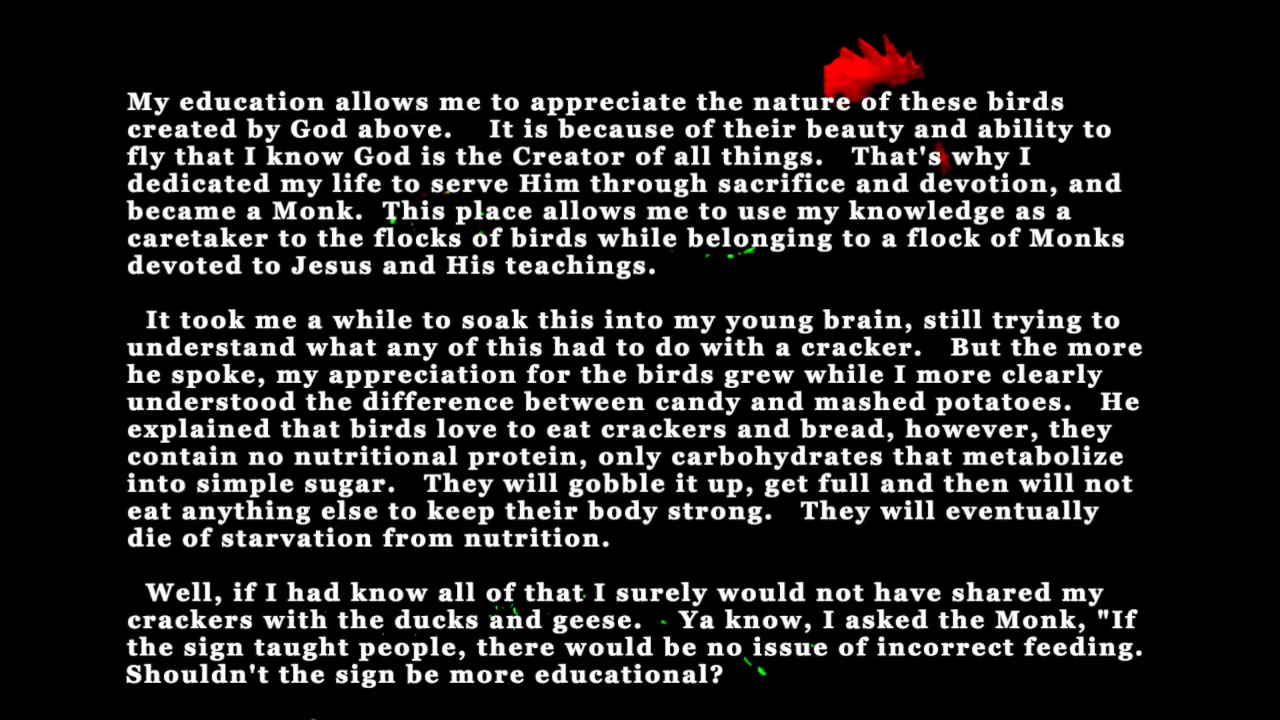 My education allows me to appreciate the nature of these birds
created by God above. It is because of their beauty and ability to
fly that I know God is the Creator of all things. That's why I
dedicated my life to serve Him through sacrifice and devotion, and
became a Monk. This place allows me to use my knowledge as a
caretaker to the flocks of birds while belonging to a flock of Monks
devoted to Jesus and His teachings.
It took me a while to soak this into my young brain, still trying to
understand what any of this had to do with a cracker. But the more
he spoke, my appreciation for the birds grew while I more clearly
understood the difference between candy and mashed potatoes. He
explained that birds love to eat crackers and bread, however, they
contain no nutritional protein, only carbohydrates that metabolize
into simple sugar. They will gobble it up, get full and then will not
eat anything else to keep their body strong. They will eventually
die of starvation from nutrition.
Well, if I had know all of that I surely would not have shared my
crackers with the ducks and geese. Ya know, I asked the Monk, "If
the sign taught people, there would be no issue of incorrect feeding.
Shouldn't the sign be more educational?